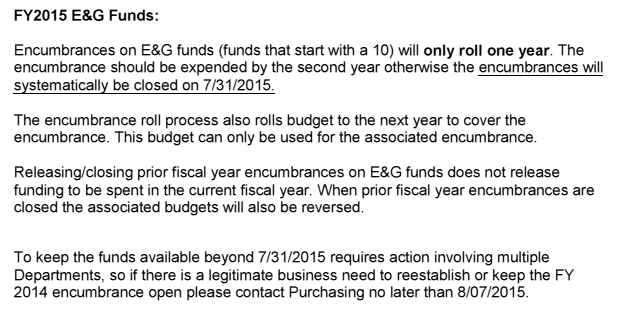 FY2015 E&G Funds:
Encumbrances on E&G funds (funds that start with a 10) will only roll one year. The
encumbrance should be expended by the second year otherwise the encumbrances will
systematically be closed on 7/31/2015.
The encumbrance roll process also rolls budget to the next year to cover the
encumbrance. This budget can only be used for the associated encumbrance.
Releasing/closing prior fiscal year encumbrances on E&G funds does not release
funding to be spent in the current fiscal year. When prior fiscal year encumbrances are
closed the associated budgets will also be reversed.
To keep the funds available beyond 7/31/2015 requires action involving multiple
Departments, so if there is a legitimate business need to reestablish or keep the FY
2014 encumbrance open please contact Purchasing no later than 8/07/2015.